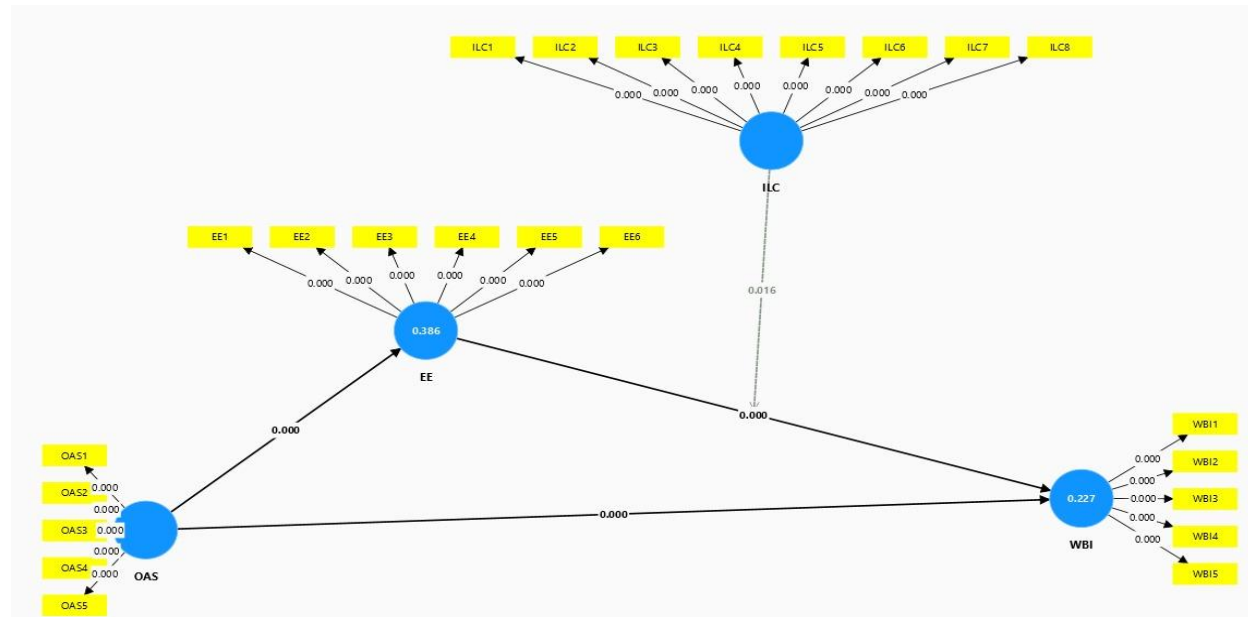 ILC1 ILC2 ILC3 ILC4 ILC5 ILC6 ILC7 ILC8
0.000 0.000 0.000 0.000 0.000 0.000 0.000 0.000
ILC
EE1 EE2 EE3 EE4 EE5 EE6
0.000 0.000 0.000 0.000 0.000 0.000
0.016
0.386
EE
0.000
0.000
OAS1
0.000
OAS2
0.000
OAS3 0.000
0.000
OAS4 0.000
OAS5
OAS
0.000
WBI1
0.000
WBI2
0.000
0.227 0.000 WBI3
0.000
WBI4
0.000
WBI
WBI5